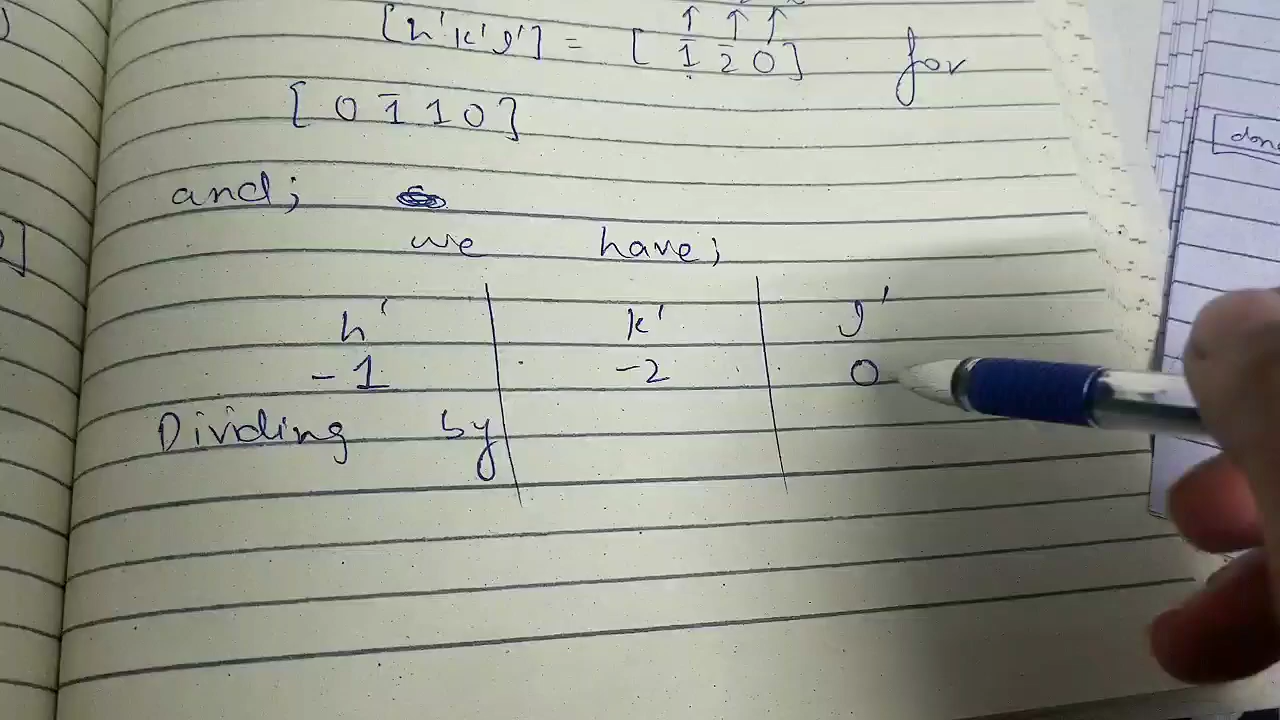 [h'k'l'] = [ 1̄ 2̄ 0 ] for
[ 0 1̄ 1 0 ]
and;
we have;
h' k' l'
-1 -2 0
Dividing by